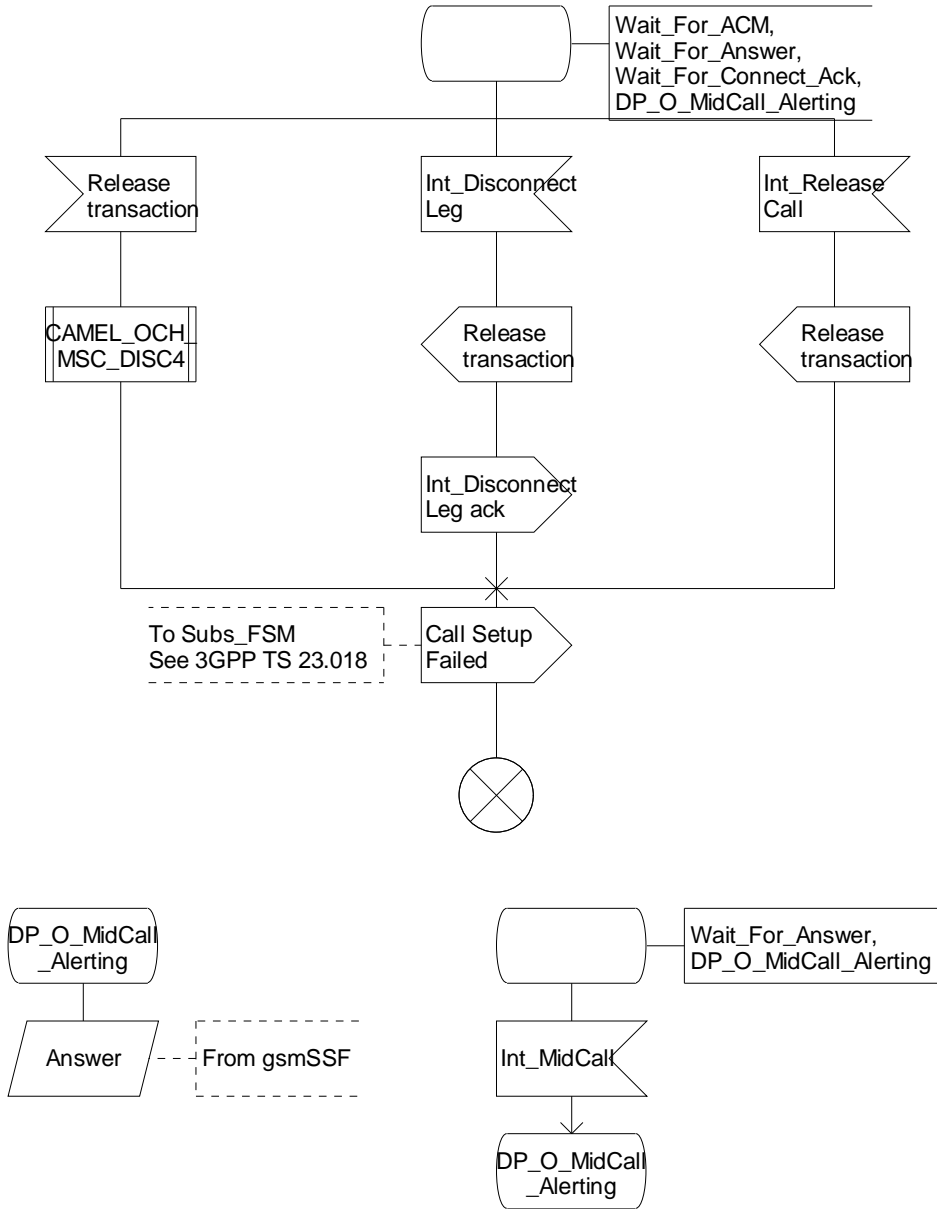 Wait_For_ACM,
Wait_For_Answer,
Wait_For_Connect_Ack,
DP_O_MidCall_Alerting
Release
transaction
Int_Disconnect
Leg
Int_Release
Call
CAMEL_OCH_
MSC_DISC4
Release
transaction
Release
transaction
Int_Disconnect
Leg ack
To Subs_FSM
See 3GPP TS 23.018
Call Setup
Failed
DP_O_MidCall
_Alerting
Wait_For_Answer,
DP_O_MidCall_Alerting
Answer
From gsmSSF
Int_MidCall
DP_O_MidCall
_Alerting